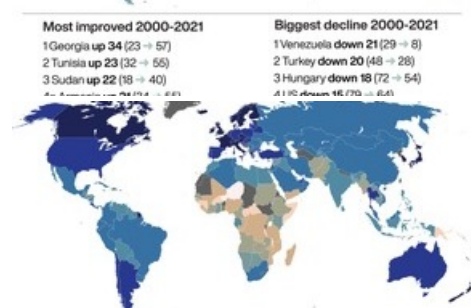 Most improved 2000-2021
1 Georgia up 34 (23 → 57)
2 Tunisia up 23 (32 → 55)
3 Sudan up 22 (18 → 40)
Biggest decline 2000-2021
1 Venezuela down 21 (29 → 8)
2 Turkey down 20 (48 → 28)
3 Hungary down 18 (72 → 54)
4 US down 15 (79 → 64)